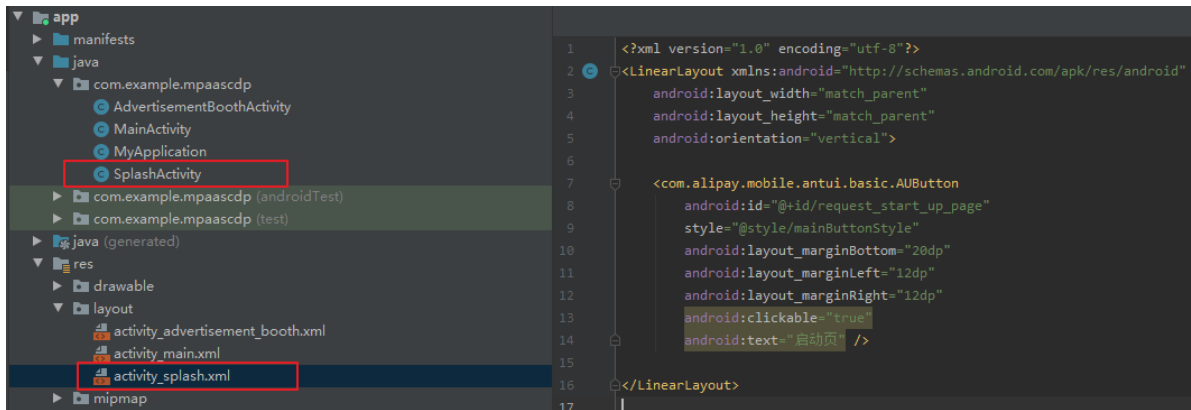 app
manifests
java
com.example.mpaascdp
AdvertisementBoothActivity
MainActivity
MyApplication
SplashActivity
com.example.mpaascdp (androidTest)
com.example.mpaascdp (test)
java (generated)
res
drawable
layout
activity_advertisement_booth.xml
activity_main.xml
activity_splash.xml
mipmap
1 <?xml version="1.0" encoding="utf-8"?>
2 <LinearLayout xmlns:android="http://schemas.android.com/apk/res/android"
3 android:layout_width="match_parent"
4 android:layout_height="match_parent"
5 android:orientation="vertical">
6
7 <com.alipay.mobile.antui.basic.AUButton
8 android:id="@+id/request_start_up_page"
9 style="@style/mainButtonStyle"
10 android:layout_marginBottom="20dp"
11 android:layout_marginLeft="12dp"
12 android:layout_marginRight="12dp"
13 android:clickable="true"
14 android:text="启动页" />
15
16 </LinearLayout>
17